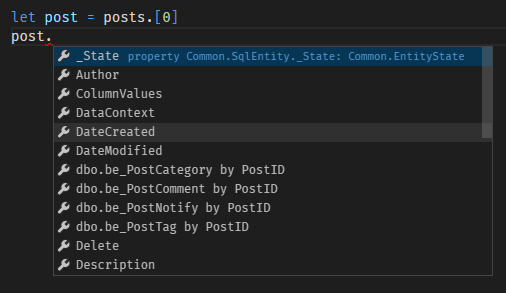 let post = posts.[0]
post.
_State property Common.SqlEntity._State: Common.EntityState
Author
ColumnValues
DataContext
DateCreated
DateModified
dbo.be_PostCategory by PostID
dbo.be_PostComment by PostID
dbo.be_PostNotify by PostID
dbo.be_PostTag by PostID
Delete
Description